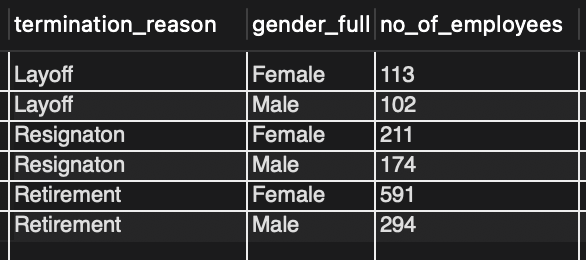 termination_reason gender_full no_of_employees
Layoff Female 113
Layoff Male 102
Resignaton Female 211
Resignaton Male 174
Retirement Female 591
Retirement Male 294